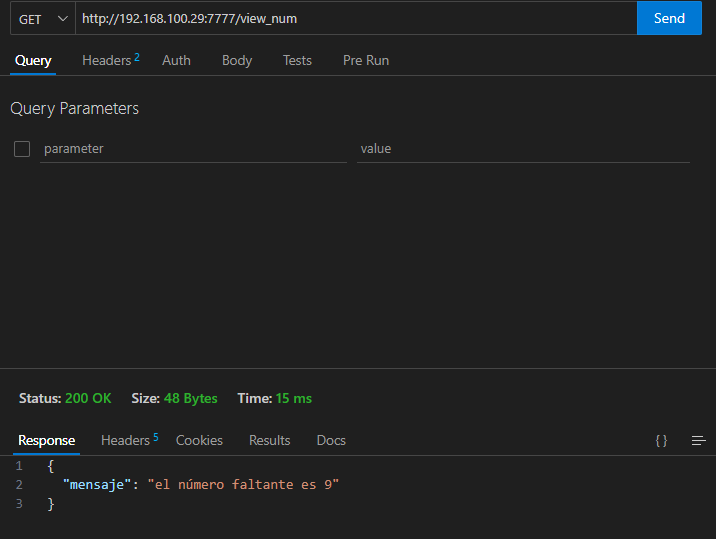 GET http://192.168.100.29:7777/view_num Send
Query Headers 2 Auth Body Tests Pre Run
Query Parameters
parameter value
Status: 200 OK Size: 48 Bytes Time: 15 ms
Response Headers 5 Cookies Results Docs { }
1 {
2 "mensaje": "el número faltante es 9"
3 }